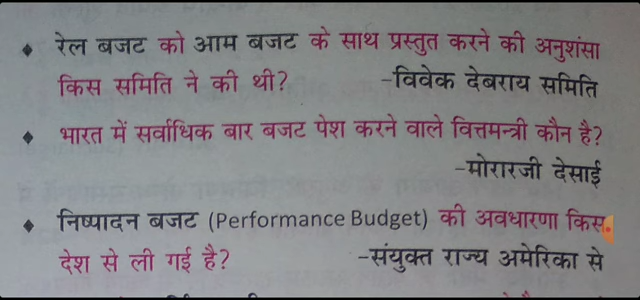 ♦ रेल बजट को आम बजट के साथ प्रस्तुत करने की अनुशंसा
किस समिति ने की थी? -विवेक देबराय समिति
♦ भारत में सर्वाधिक बार बजट पेश करने वाले वित्तमन्त्री कौन है?
-मोरारजी देसाई
♦ निष्पादन बजट (Performance Budget) की अवधारणा किस
देश से ली गई है? -संयुक्त राज्य अमेरिका से